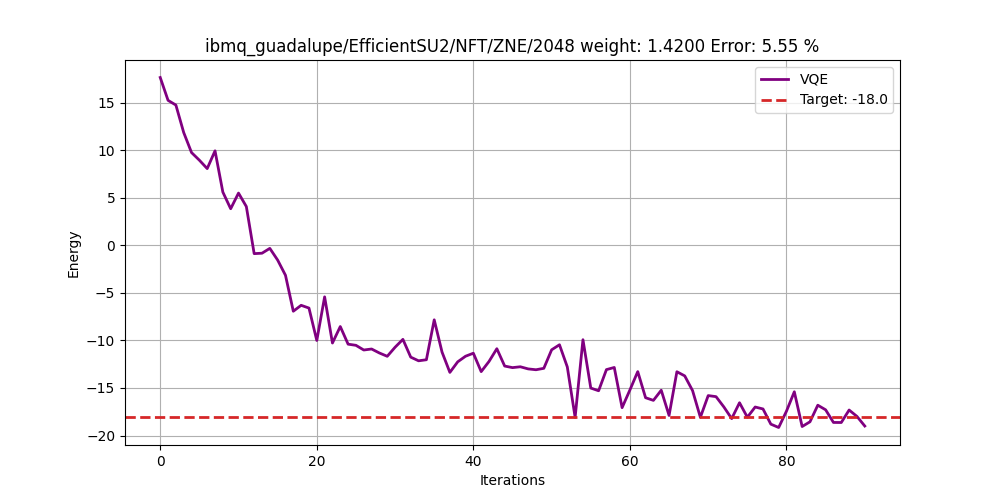 ibmq_guadalupe/EfficientSU2/NFT/ZNE/2048 weight: 1.4200 Error: 5.55 %
VQE
Target: -18.0
15
10
5
0
−5
−10
−15
−20
Energy
0 20 40 60 80
Iterations